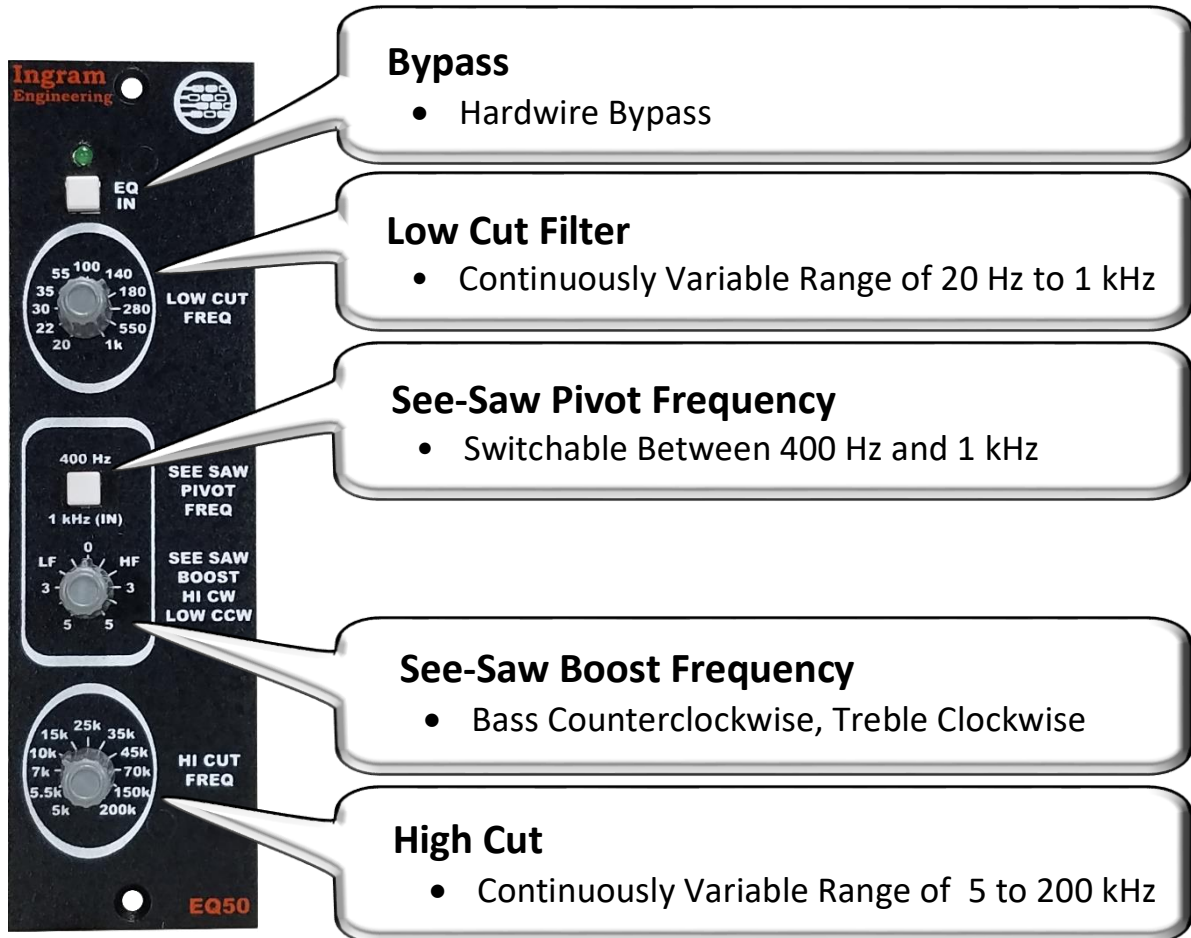 Ingram
Engineering
EQ
IN
55 100 140
35 180
30 280
22 550
20 1k
LOW CUT
FREQ
400 Hz
1 kHz (IN)
SEE SAW
PIVOT
FREQ
0
LF HF
3 3
5 5
SEE SAW
BOOST
HI CW
LOW CCW
15k 25k 35k
10k 45k
7k 70k
5.5k 150k
5k 200k
HI CUT
FREQ
EQ50
Bypass
• Hardwire Bypass
Low Cut Filter
• Continuously Variable Range of 20 Hz to 1 kHz
See-Saw Pivot Frequency
• Switchable Between 400 Hz and 1 kHz
See-Saw Boost Frequency
• Bass Counterclockwise, Treble Clockwise
High Cut
• Continuously Variable Range of 5 to 200 kHz